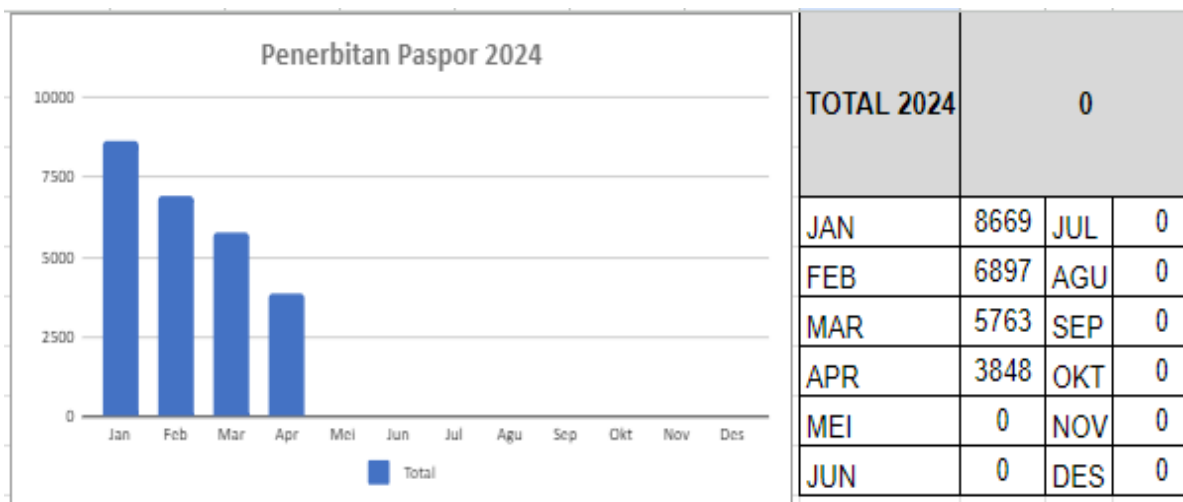 Penerbitan Paspor 2024
10000
7500
5000
2500
0
Jan Feb Mar Apr Mei Jun Jul Agu Sep Okt Nov Des
Total
TOTAL 2024 0
JAN 8669 JUL 0
FEB 6897 AGU 0
MAR 5763 SEP 0
APR 3848 OKT 0
MEI 0 NOV 0
JUN 0 DES 0